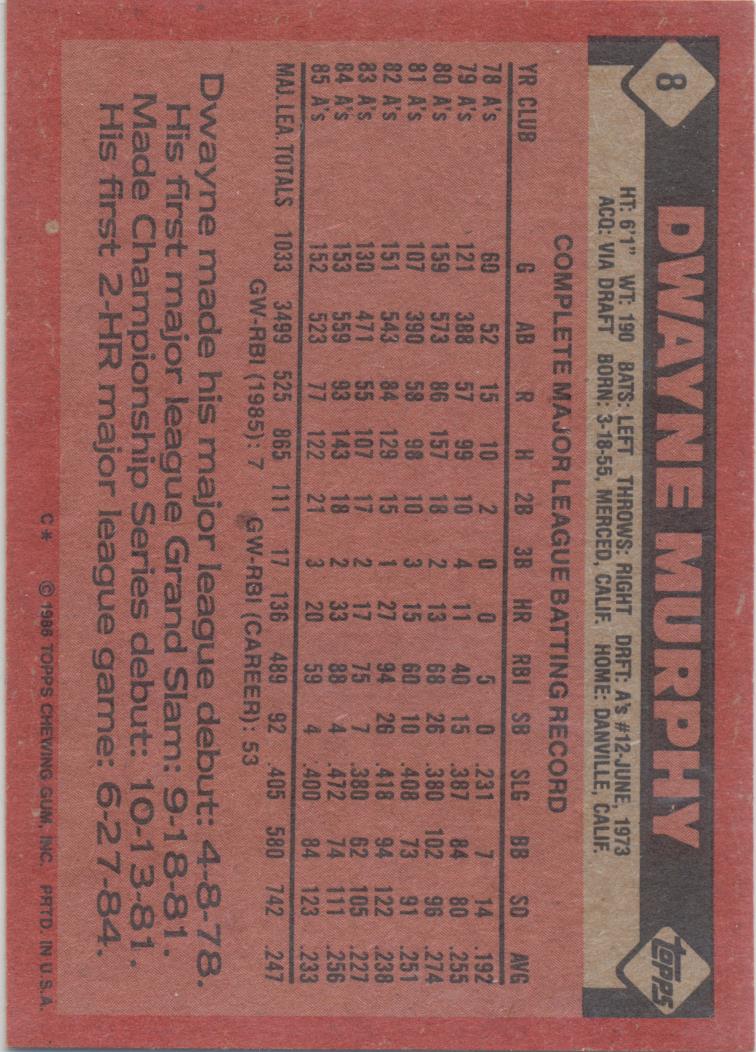 8
DWAYNE MURPHY
topps
HT: 6'1" WT: 190 BATS: LEFT THROWS: RIGHT DRFT: A's #12-JUNE, 1973
ACQ: VIA DRAFT BORN: 3-18-55, MERCED, CALIF. HOME: DANVILLE, CALIF.
COMPLETE MAJOR LEAGUE BATTING RECORD
YR CLUB G AB R H 2B 3B HR RBI SB SLG BB SO AVG
78 A's 60 52 15 10 2 0 0 5 0 .231 7 14 .192
79 A's 121 388 57 99 10 4 11 40 15 .387 84 80 .255
80 A's 159 573 86 157 18 2 13 68 26 .380 102 96 .274
81 A's 107 390 58 98 10 3 15 60 10 .408 73 91 .251
82 A's 151 543 84 129 15 1 27 94 26 .418 94 122 .238
83 A's 130 471 55 107 17 2 17 75 7 .380 62 105 .227
84 A's 153 559 93 143 18 2 33 88 4 .472 74 111 .256
85 A's 152 523 77 122 21 3 20 59 4 .400 84 123 .233
MAJ. LEA. TOTALS 1033 3499 525 865 111 17 136 489 92 .405 580 742 .247
GW-RBI (1985): 7 GW-RBI (CAREER): 53
Dwayne made his major league debut: 4-8-78.
His first major league Grand Slam: 9-18-81.
Made Championship Series debut: 10-13-81.
His first 2-HR major league game: 6-27-84.
C* © 1986 TOPPS CHEWING GUM, INC. PRTD. IN U.S.A.